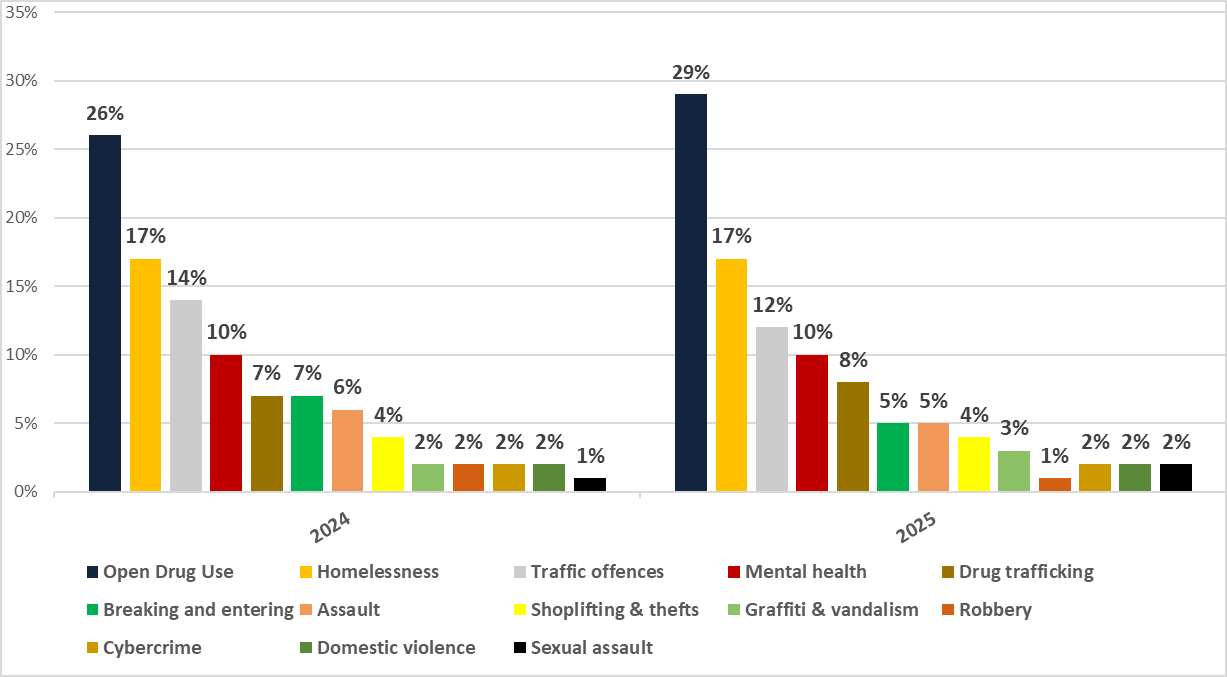 35%
30%
25%
20%
15%
10%
5%
0%
26%
17%
14%
10%
7%
7%
6%
4%
2%
2%
2%
2%
1%
29%
17%
12%
10%
8%
5%
5%
4%
3%
1%
2%
2%
2%
2024
2025
Open Drug Use
Homelessness
Traffic offences
Mental health
Drug trafficking
Breaking and entering
Assault
Shoplifting & thefts
Graffiti & vandalism
Robbery
Cybercrime
Domestic violence
Sexual assault